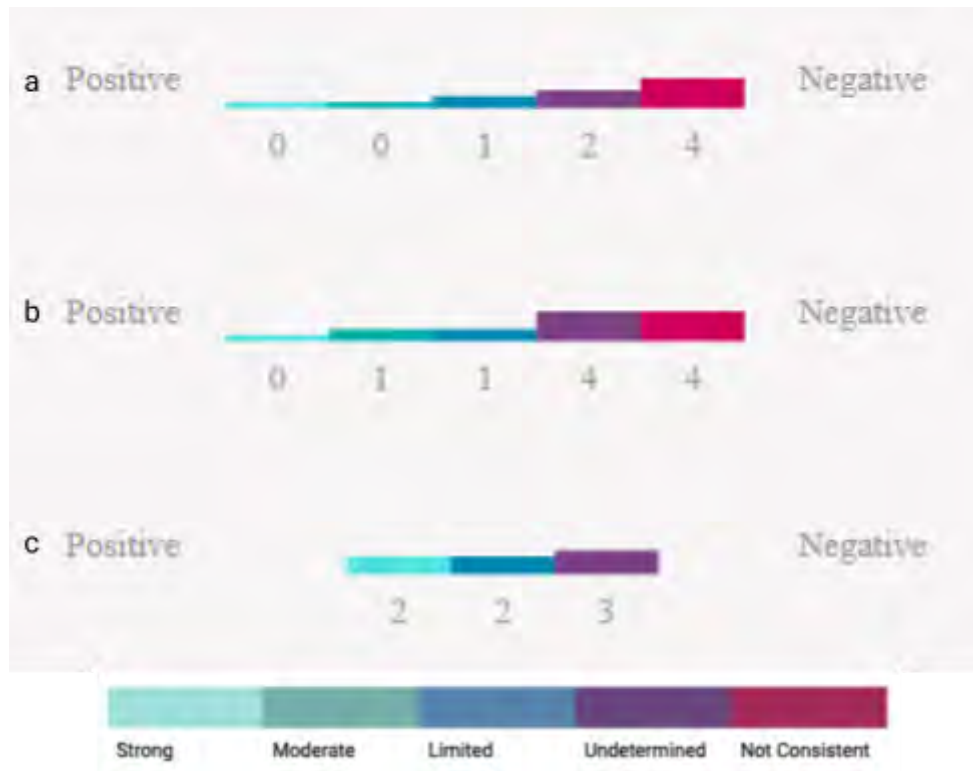 a Positive Negative
0 0 1 2 4
b Positive Negative
0 1 1 4 4
c Positive Negative
2 2 3
Strong Moderate Limited Undetermined Not Consistent